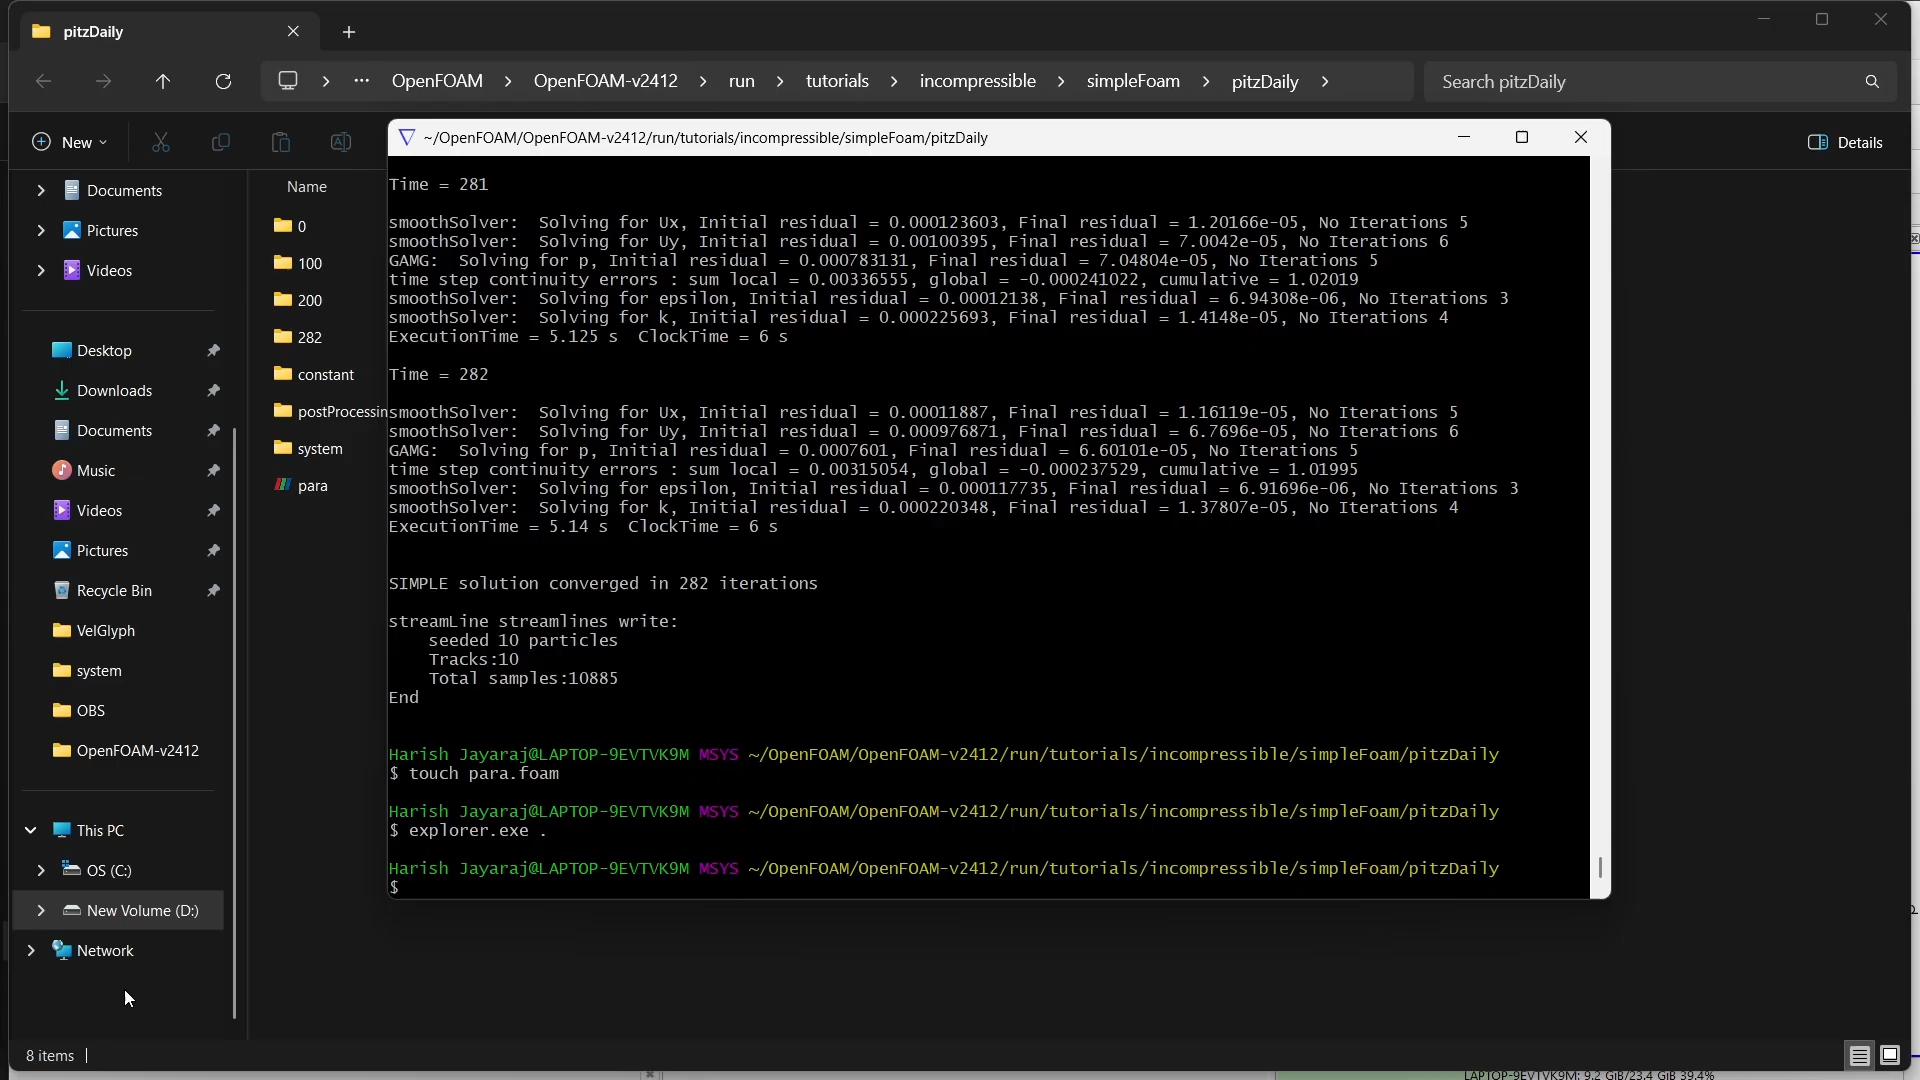 pitzDaily
OpenFOAM OpenFOAM-v2412 run tutorials incompressible simpleFoam pitzDaily
Search pitzDaily
New
Details
Documents
Pictures
Videos
Desktop
Downloads
Documents
Music
Videos
Pictures
Recycle Bin
VelGlyph
system
OBS
OpenFOAM-v2412
This PC
OS (C:)
New Volume (D:)
Network
Name
0
100
200
282
constant
postProcessin
system
para
~/OpenFOAM/OpenFOAM-v2412/run/tutorials/incompressible/simpleFoam/pitzDaily
Time = 281
smoothSolver:  Solving for Ux, Initial residual = 0.000123603, Final residual = 1.20166e-05, No Iterations 5
smoothSolver:  Solving for Uy, Initial residual = 0.00100395, Final residual = 7.0042e-05, No Iterations 6
GAMG:  Solving for p, Initial residual = 0.000783131, Final residual = 7.04804e-05, No Iterations 5
time step continuity errors : sum local = 0.00336555, global = -0.000241022, cumulative = 1.02019
smoothSolver:  Solving for epsilon, Initial residual = 0.00012138, Final residual = 6.94308e-06, No Iterations 3
smoothSolver:  Solving for k, Initial residual = 0.000225693, Final residual = 1.4148e-05, No Iterations 4
ExecutionTime = 5.125 s  ClockTime = 6 s
Time = 282
smoothSolver:  Solving for Ux, Initial residual = 0.00011887, Final residual = 1.16119e-05, No Iterations 5
smoothSolver:  Solving for Uy, Initial residual = 0.000976871, Final residual = 6.7696e-05, No Iterations 6
GAMG:  Solving for p, Initial residual = 0.0007601, Final residual = 6.60101e-05, No Iterations 5
time step continuity errors : sum local = 0.00315054, global = -0.000237529, cumulative = 1.01995
smoothSolver:  Solving for epsilon, Initial residual = 0.000117735, Final residual = 6.91696e-06, No Iterations 3
smoothSolver:  Solving for k, Initial residual = 0.000220348, Final residual = 1.37807e-05, No Iterations 4
ExecutionTime = 5.14 s  ClockTime = 6 s
SIMPLE solution converged in 282 iterations
streamLine streamlines write:
seeded 10 particles
Tracks:10
Total samples:10885
End
Harish Jayaraj@LAPTOP-9EVTVK9M MSYS ~/OpenFOAM/OpenFOAM-v2412/run/tutorials/incompressible/simpleFoam/pitzDaily
$ touch para.foam
Harish Jayaraj@LAPTOP-9EVTVK9M MSYS ~/OpenFOAM/OpenFOAM-v2412/run/tutorials/incompressible/simpleFoam/pitzDaily
$ explorer.exe .
Harish Jayaraj@LAPTOP-9EVTVK9M MSYS ~/OpenFOAM/OpenFOAM-v2412/run/tutorials/incompressible/simpleFoam/pitzDaily
$
8 items
LAPTOP-9EVTVK9M: 9.2 GiB/23.4 GiB 39.4%